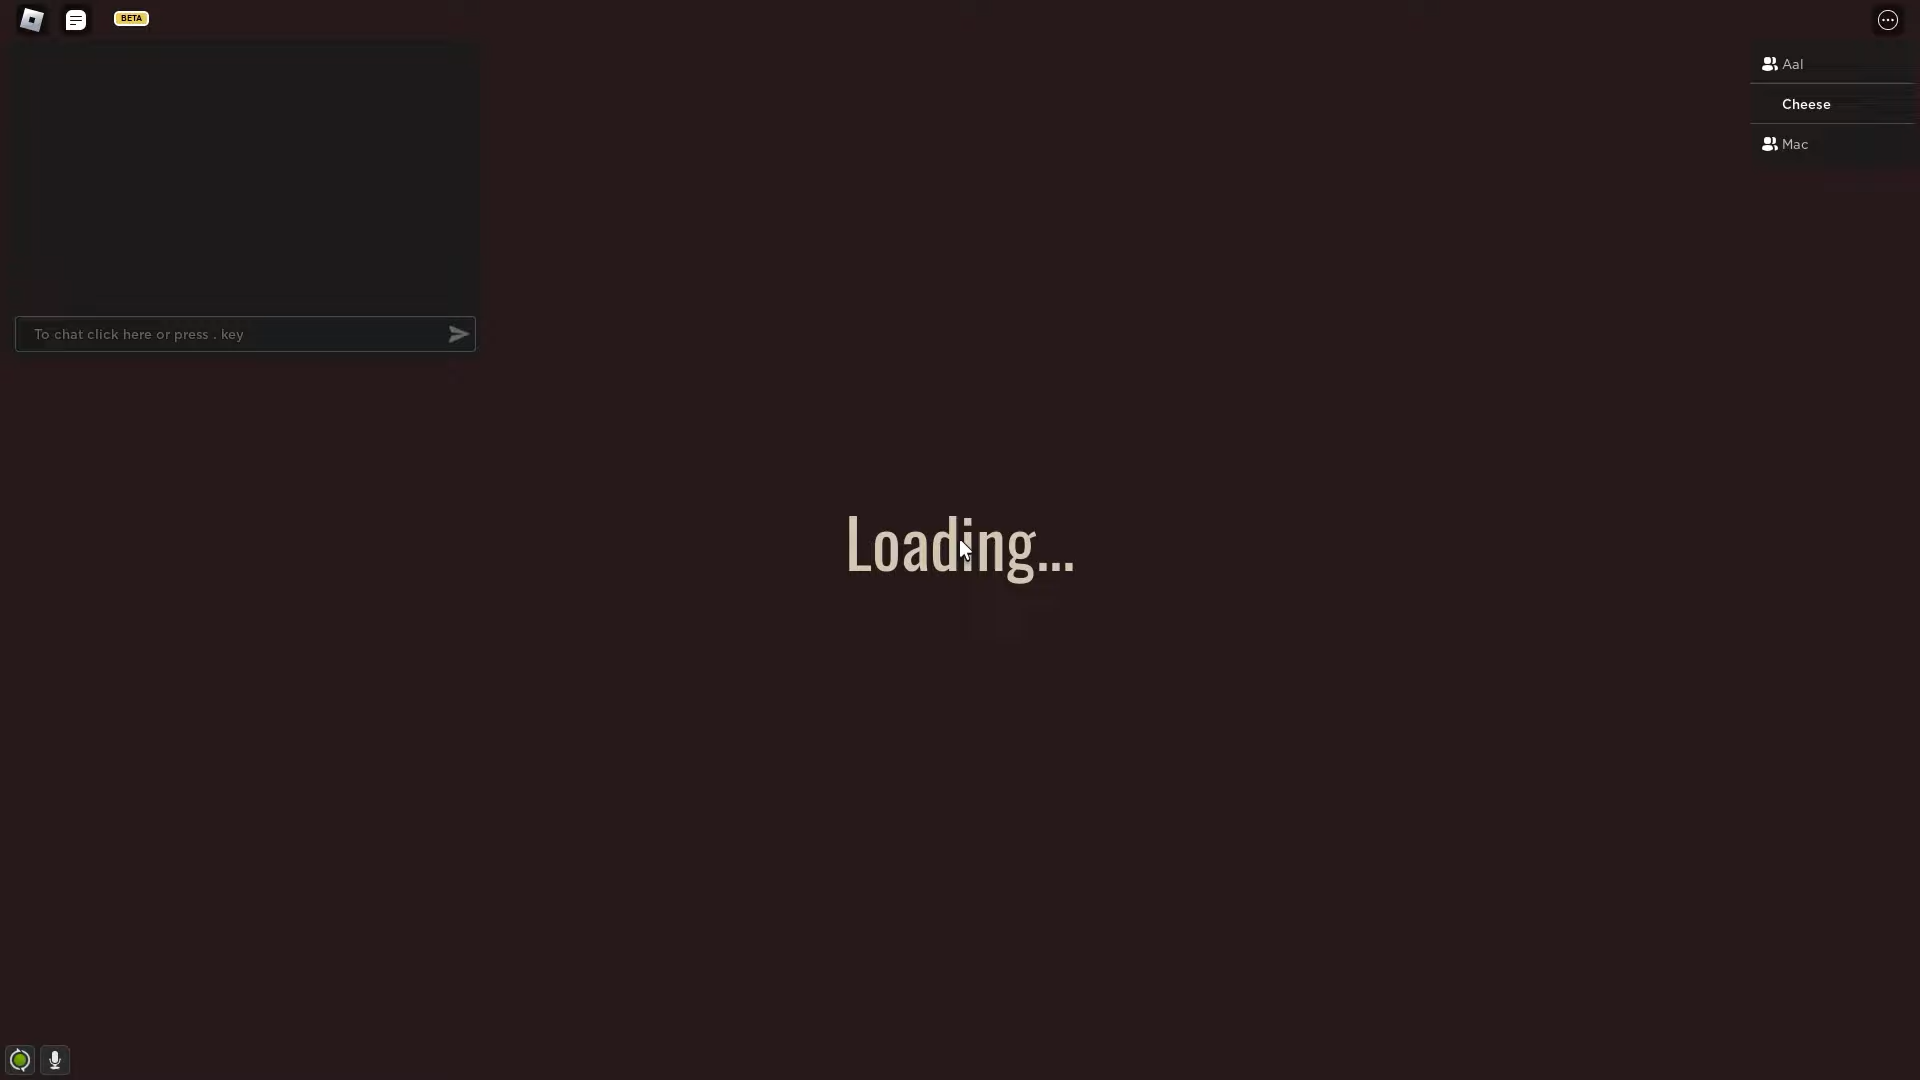 BETA
Aal
Cheese
Mac
To chat click here or press . key
Loading...